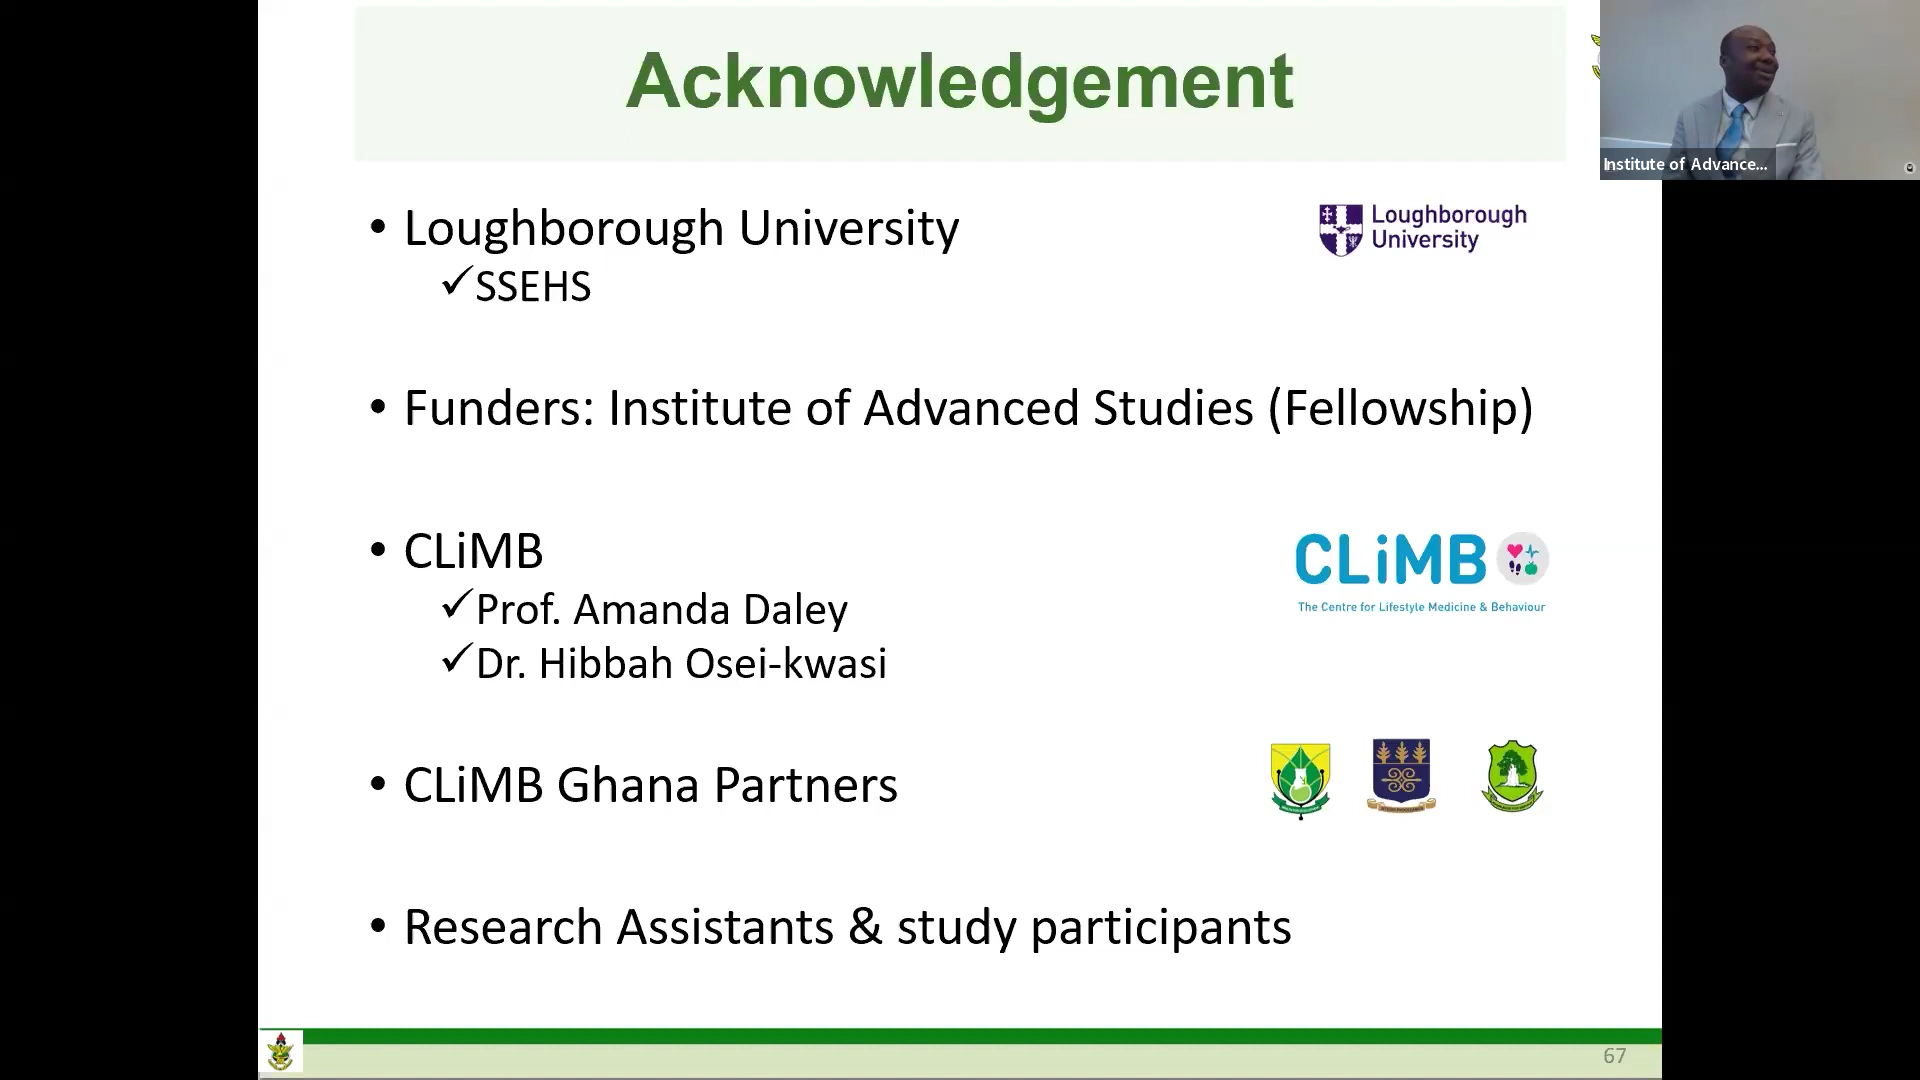 Acknowledgement
Institute of Advance...
• Loughborough University
Loughborough
University
✓SSEHS
• Funders: Institute of Advanced Studies (Fellowship)
• CLiMB
CLiMB
The Centre for Lifestyle Medicine & Behaviour
✓Prof. Amanda Daley
✓Dr. Hibbah Osei-kwasi
• CLiMB Ghana Partners
• Research Assistants & study participants
67